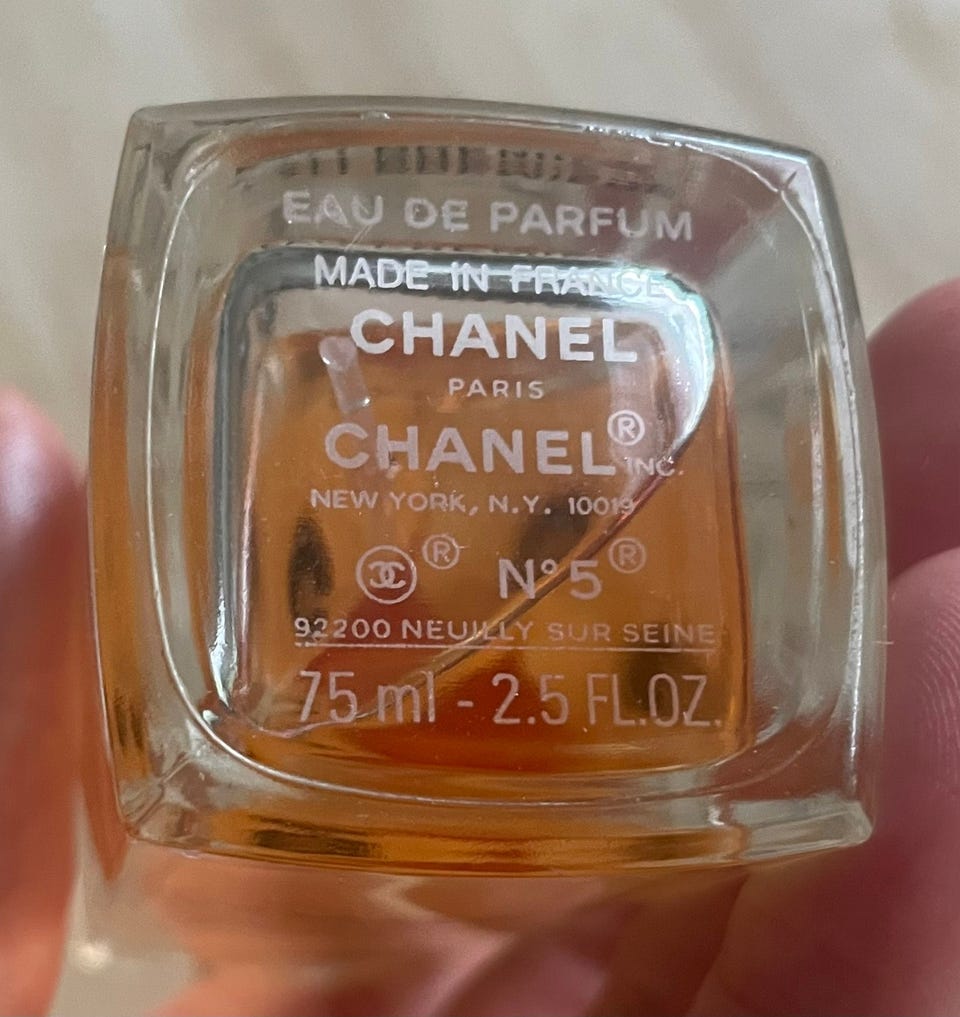 EAU DE PARFUM
MADE IN FRANCE
CHANEL
PARIS
CHANEL® INC.
NEW YORK, N.Y. 10019
® N°5®
92200 NEUILLY SUR SEINE
75 ml - 2.5 FL.OZ.